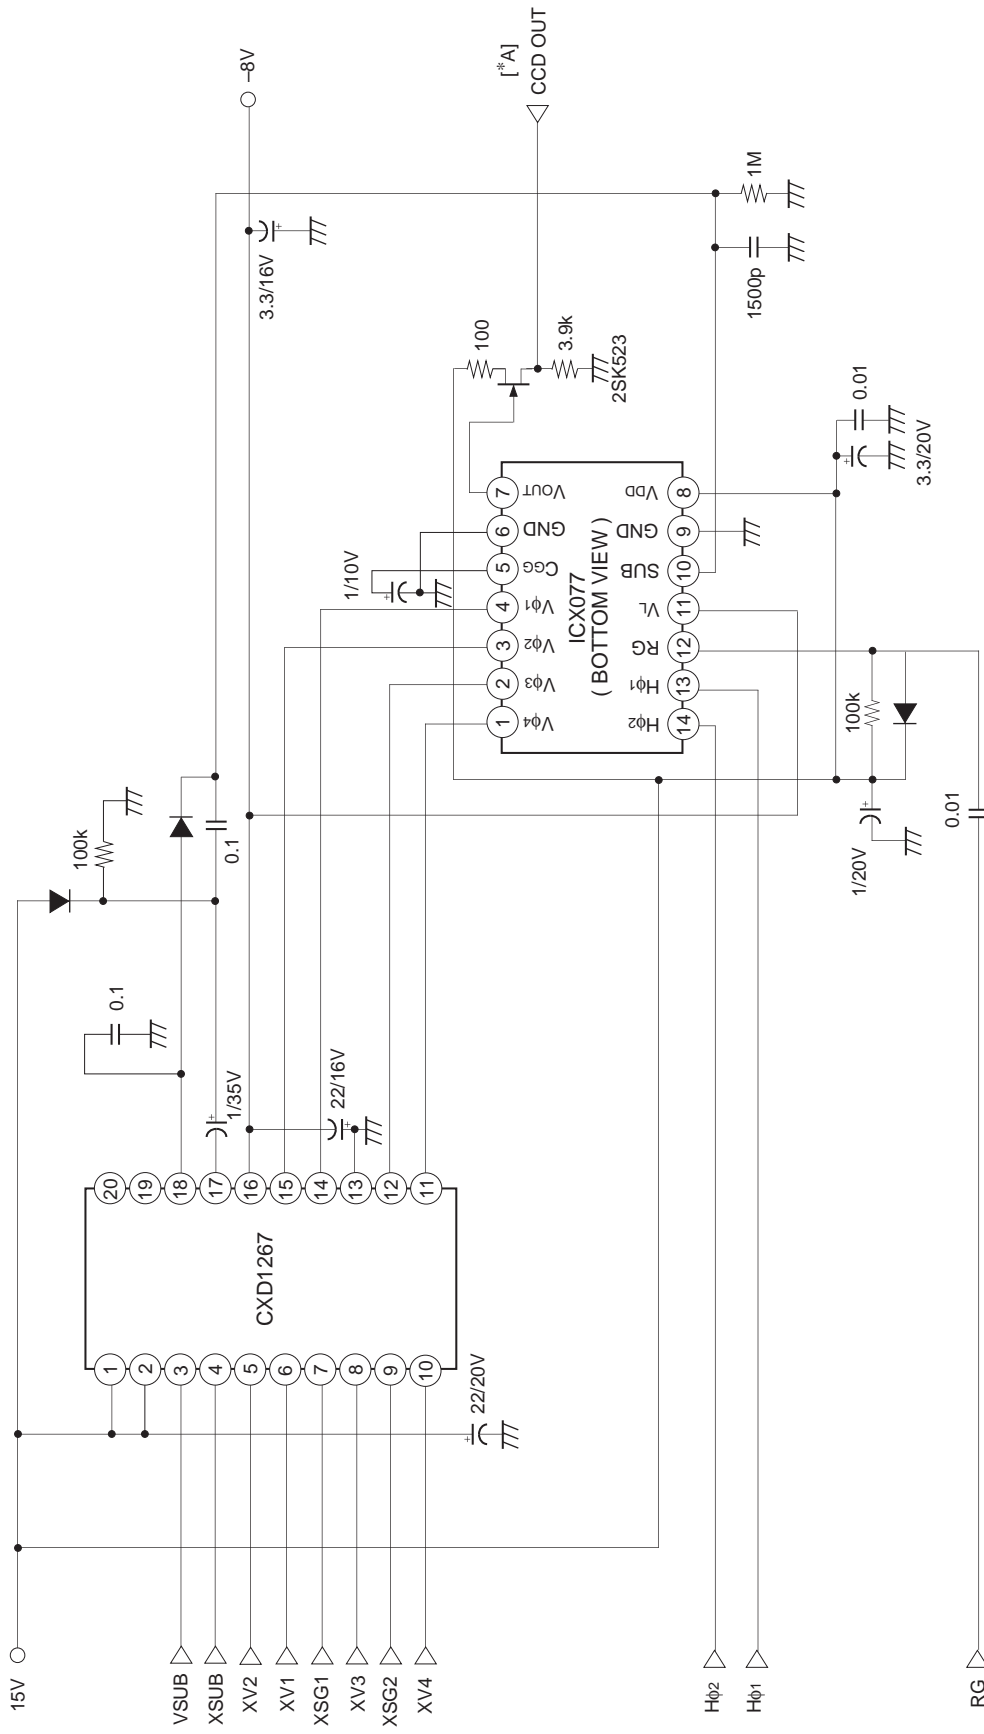 15V
VSUB
XSUB
XV2
XV1
XSG1
XV3
XSG2
XV4
Hϕ2
Hϕ1
RG
1
2
3
4
5
6
7
8
9
10
CXD1267
20
19
18
17
16
15
14
13
12
11
22/20V
+
0.1
1/35V
+
22/16V
+
100k
0.1
–8V
3.3/16V
+
[*A]
CCD OUT
100
3.9k
2SK523
1M
1500p
1/10V
+
1
2
3
4
5
6
7
Vϕ4
Vϕ3
Vϕ2
Vϕ1
CGG
GND
VOUT
ICX077
( BOTTOM VIEW )
Hϕ2
Hϕ1
RG
VL
SUB
GND
VDD
14
13
12
11
10
9
8
0.01
3.3/20V
+
100k
1/20V
+
0.01